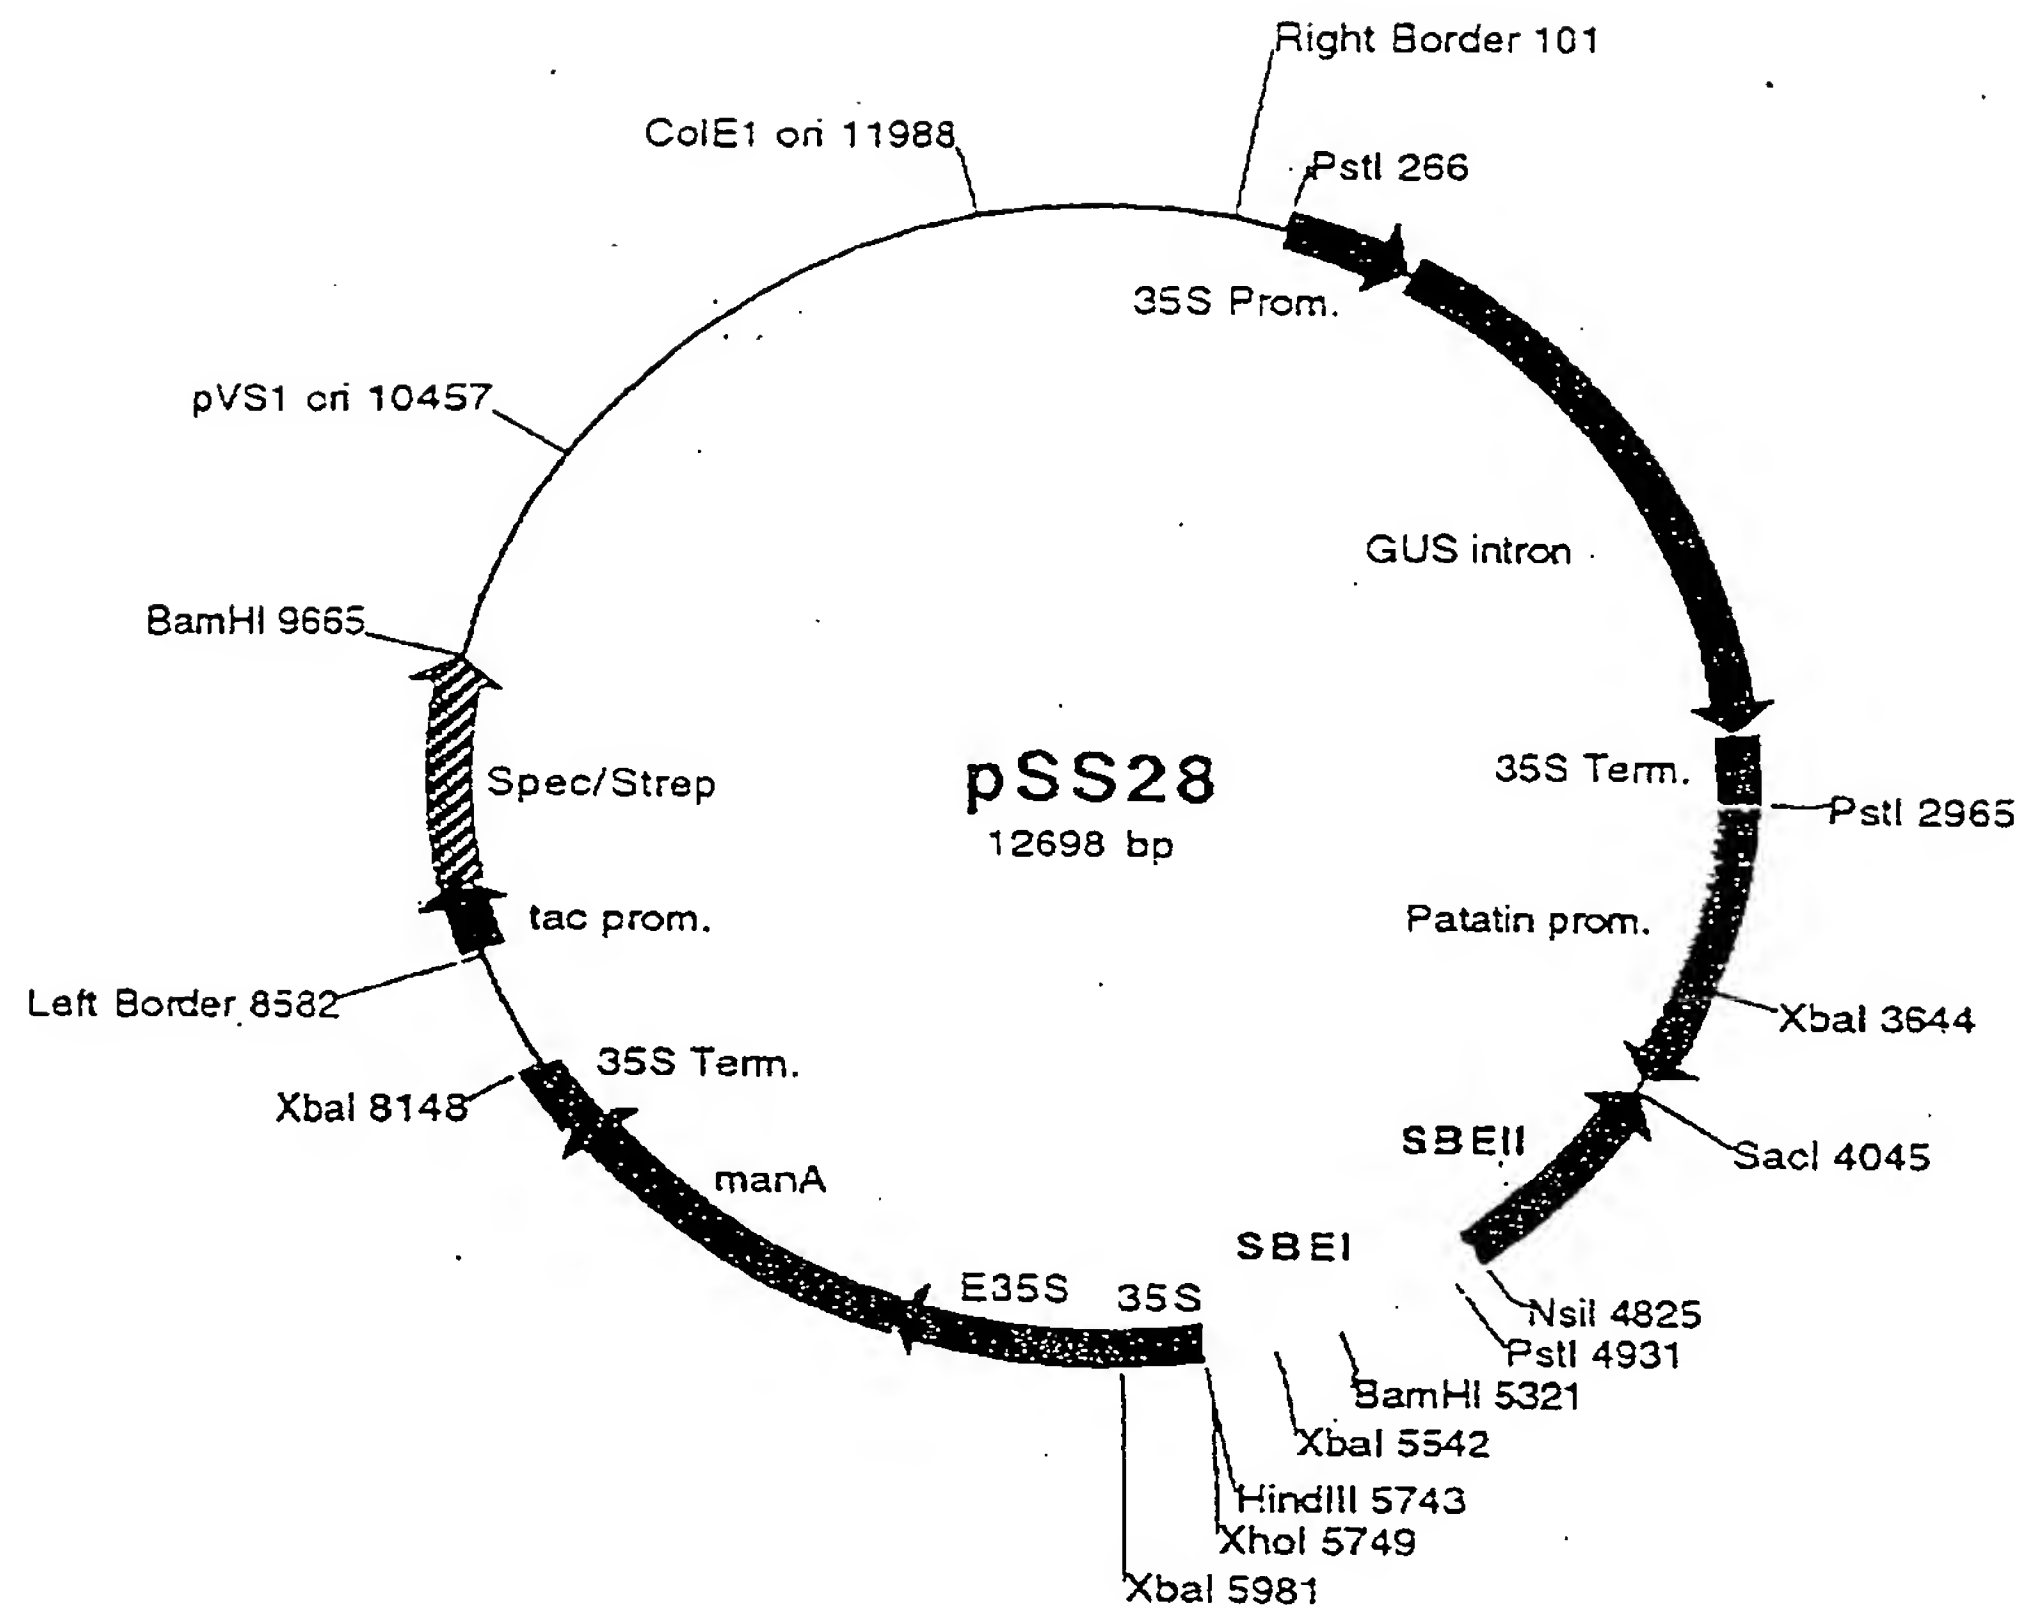 Right Border 101
ColE1 ori 11988
PstI 266
35S Prom.
pVS1 ori 10457
GUS intron
BamHI 9665
Spec/Strep
pSS28
12698 bp
35S Term.
PstI 2965
tac prom.
Patatin prom.
Left Border 8582
XbaI 3644
35S Term.
XbaI 8148
manA
SBEII
SacI 4045
SBEI
E35S
35S
NsiI 4825
PstI 4931
BamHI 5321
XbaI 5542
HindIII 5743
XhoI 5749
XbaI 5981